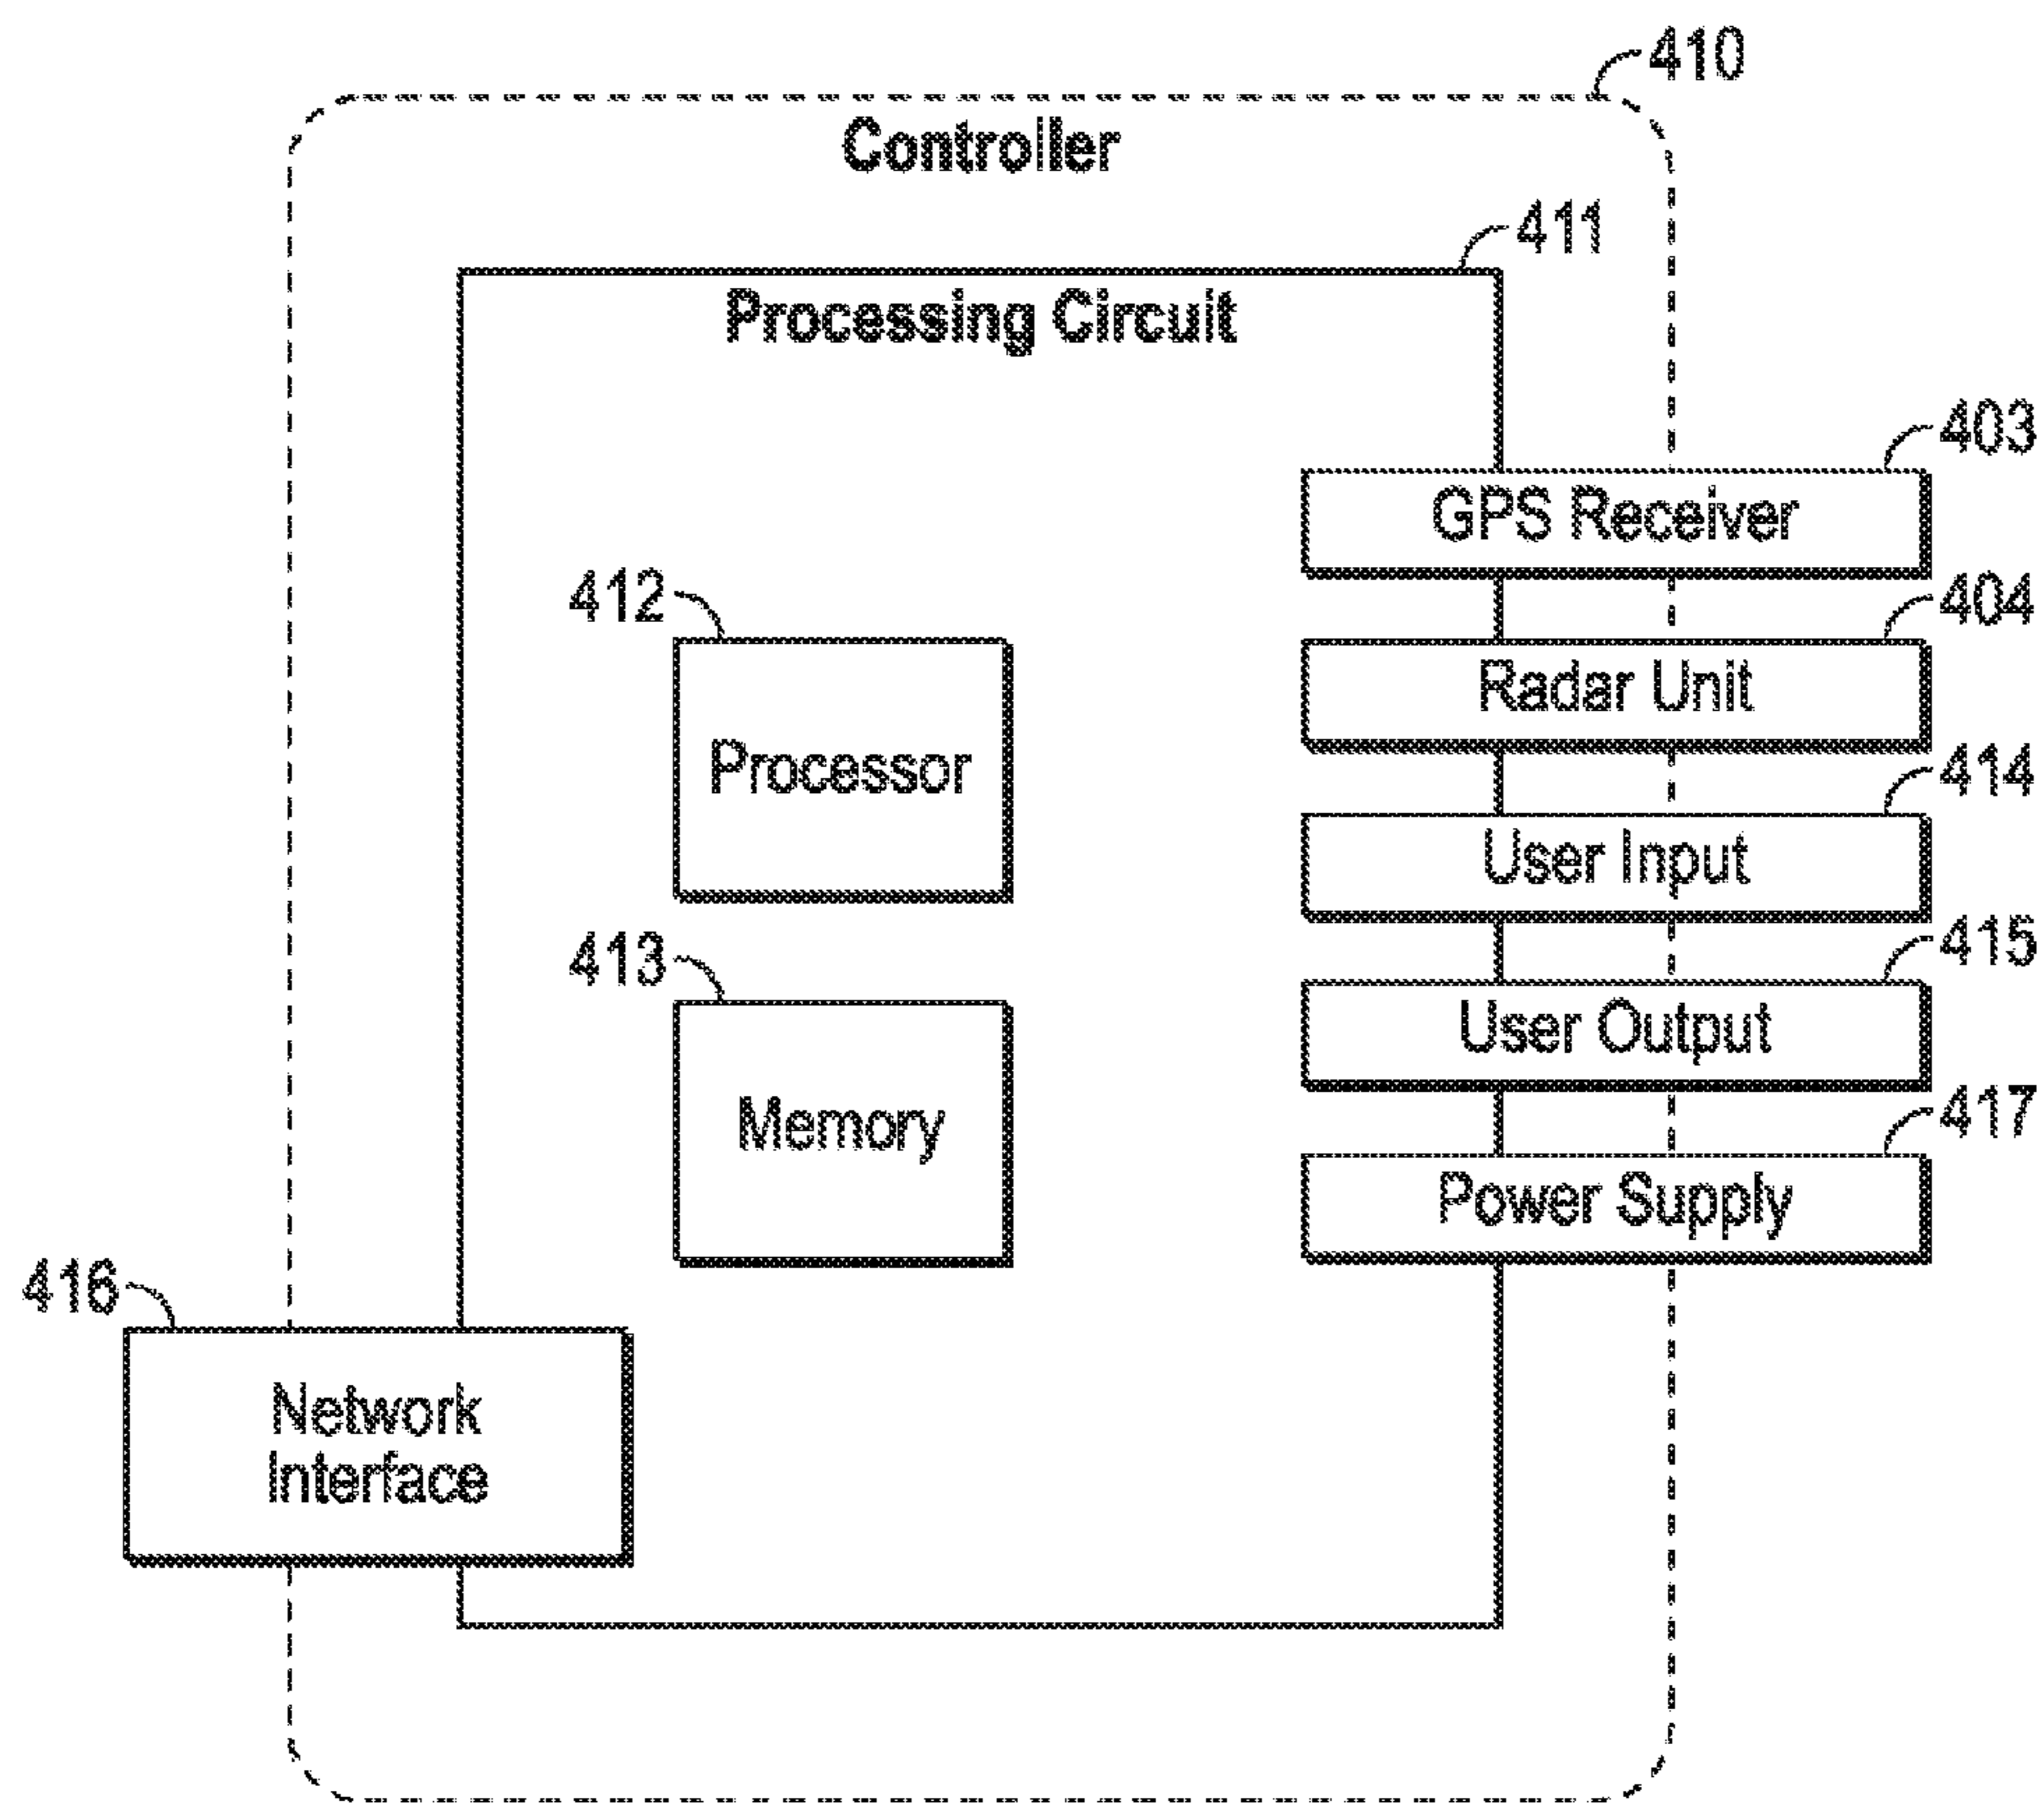 410
Controller
411
Processing Circuit
403
GPS Receiver
412
404
Radar Unit
Processor
414
User Input
413
415
User Output
Memory
417
Power Supply
416
Network
Interface